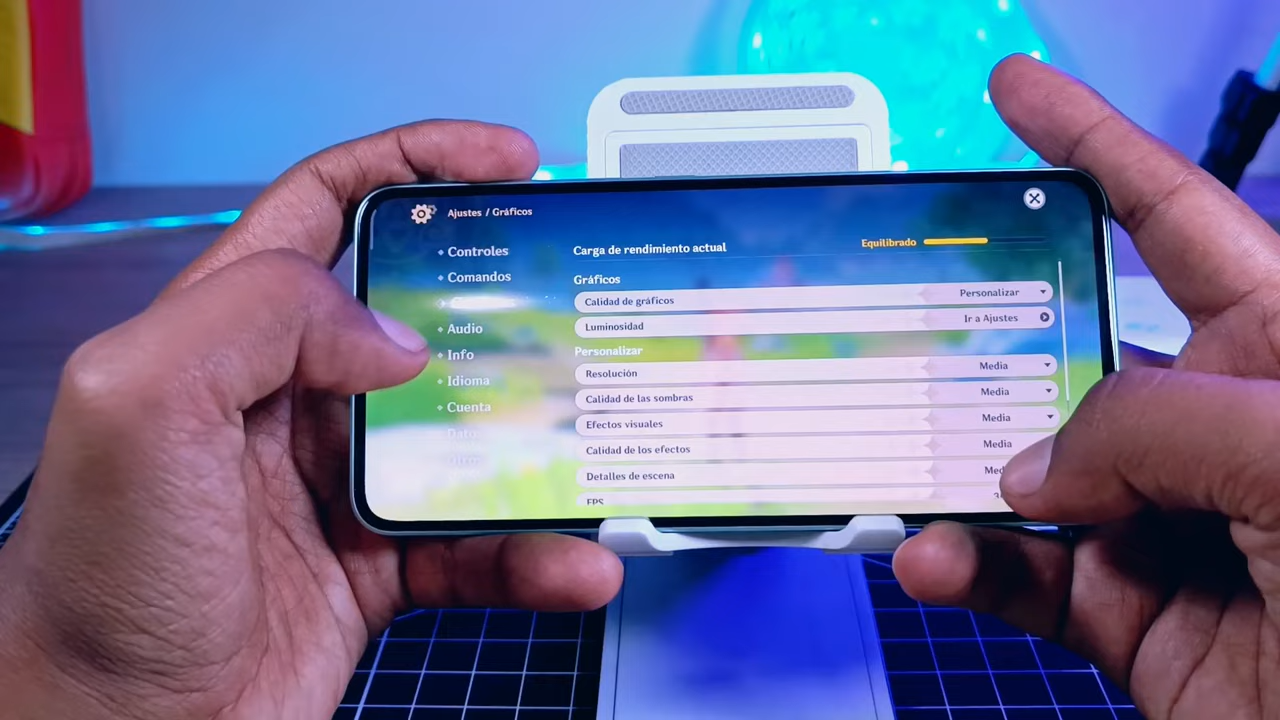 Ajustes / Gráficos
Controles
Comandos
Audio
Info
Idioma
Cuenta
Carga de rendimiento actual
Equilibrado
Gráficos
Calidad de gráficos
Personalizar
Luminosidad
Ir a Ajustes
Personalizar
Resolución
Media
Calidad de las sombras
Media
Efectos visuales
Media
Calidad de los efectos
Media
Detalles de escena
FPS